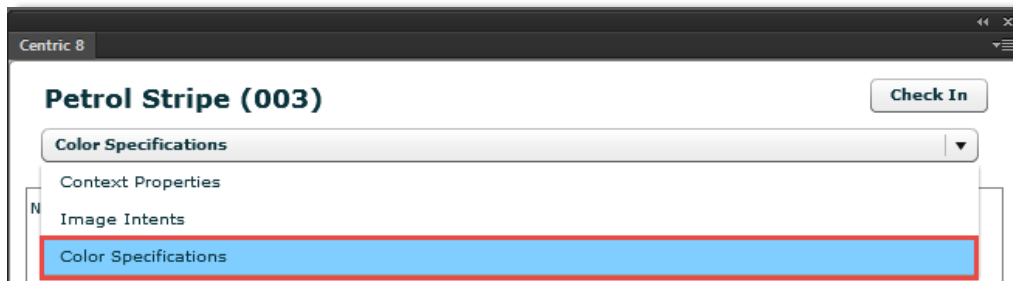 Centric 8
Petrol Stripe (003)
Check In
Color Specifications
Context Properties
N
Image Intents
Color Specifications